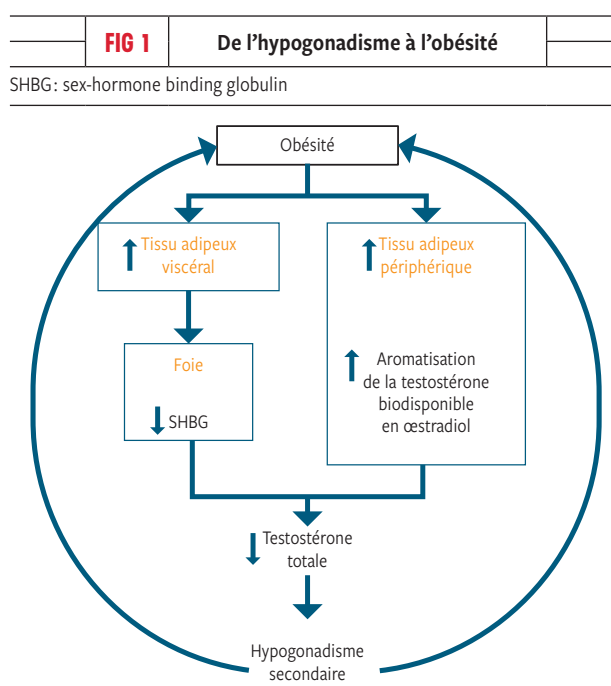 FIG 1
De l'hypogonadisme à l'obésité
SHBG : sex-hormone binding globulin
Obésité
Tissu adipeux
viscéral
Tissu adipeux
périphérique
Foie
SHBG
Aromatisation
de la testostérone
biodisponible
en œstradiol
Testostérone
totale
Hypogonadisme
secondaire